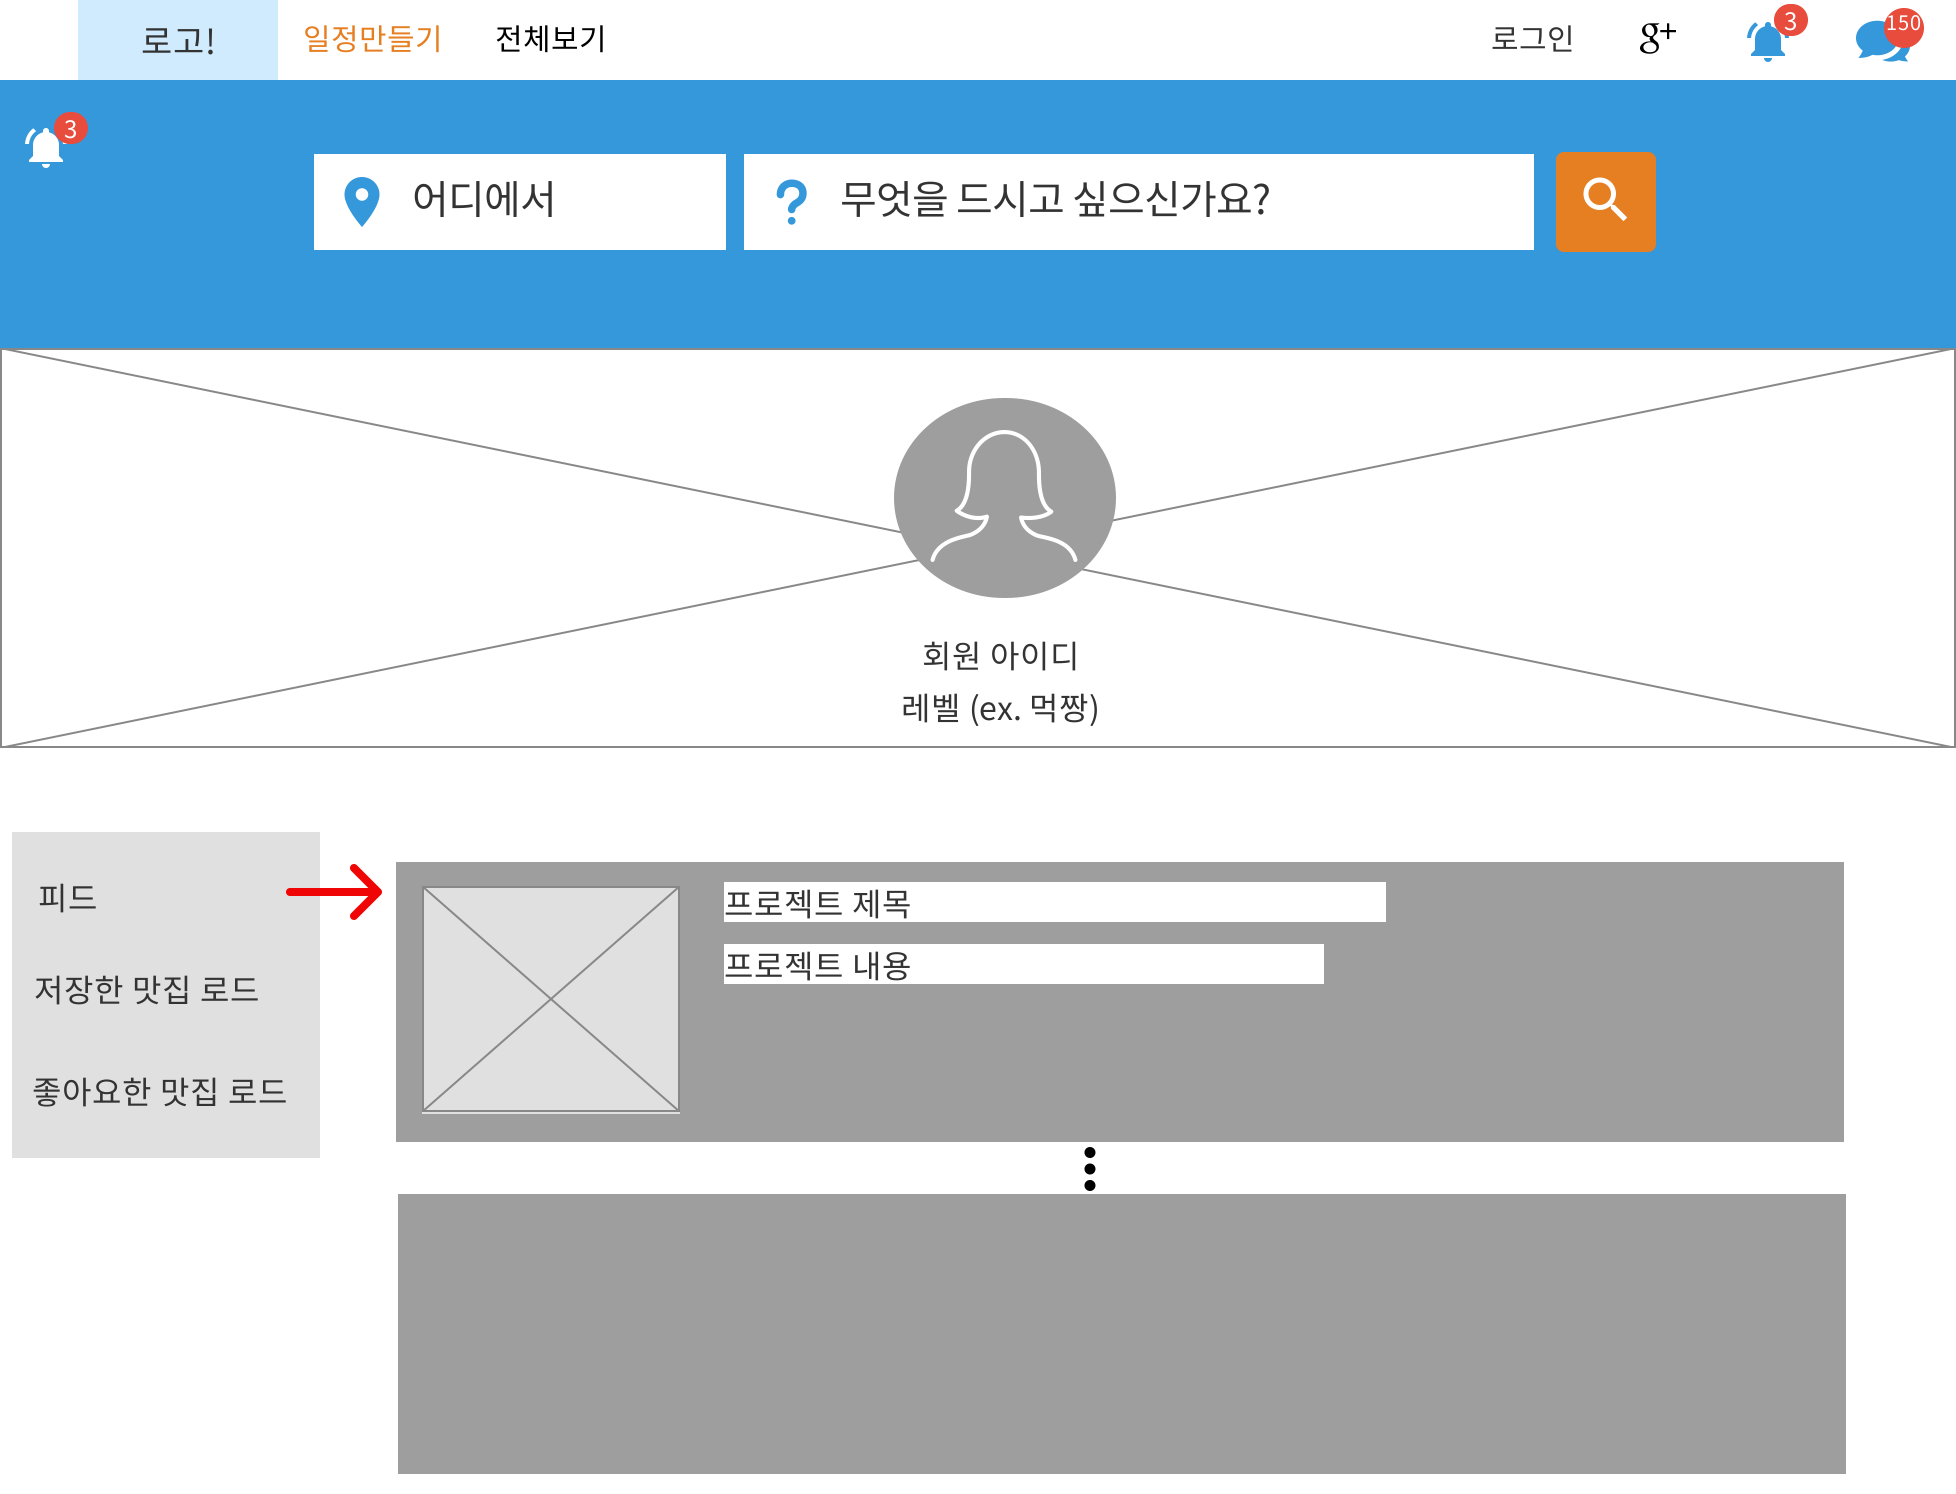 로고!
일정만들기
전체보기
로그인
g+
3
150
3
어디에서
무엇을 드시고 싶으신가요?
회원 아이디
레벨 (ex. 먹짱)
피드
저장한 맛집 로드
좋아요한 맛집 로드
프로젝트 제목
프로젝트 내용